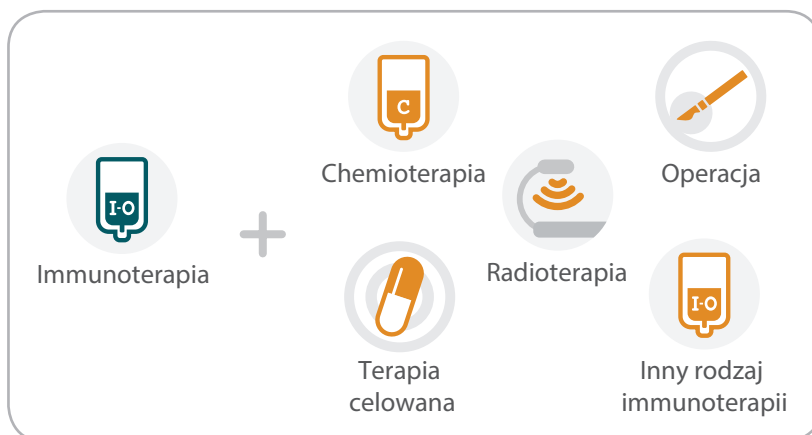 I-O
Immunoterapia
C
Chemioterapia
Operacja
Radioterapia
Terapia
celowana
I-O
Inny rodzaj
immunoterapii